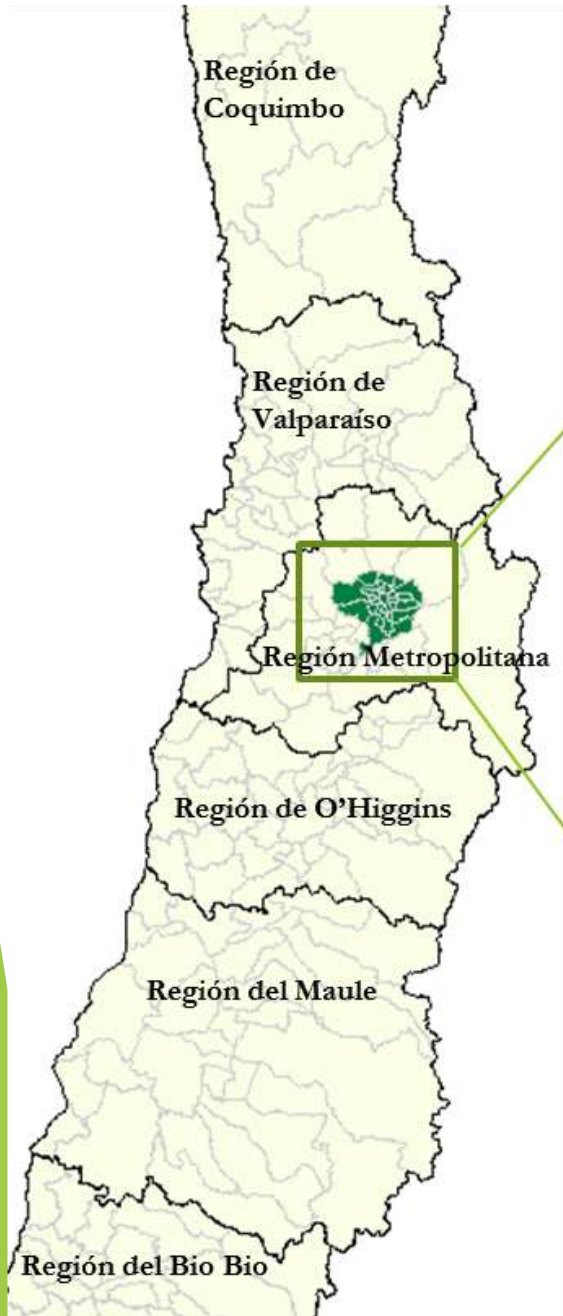 Región de
Coquimbo
Región de
Valparaíso
Región Metropolitana
Región de O’Higgins
Región del Maule
Región del Bio Bio